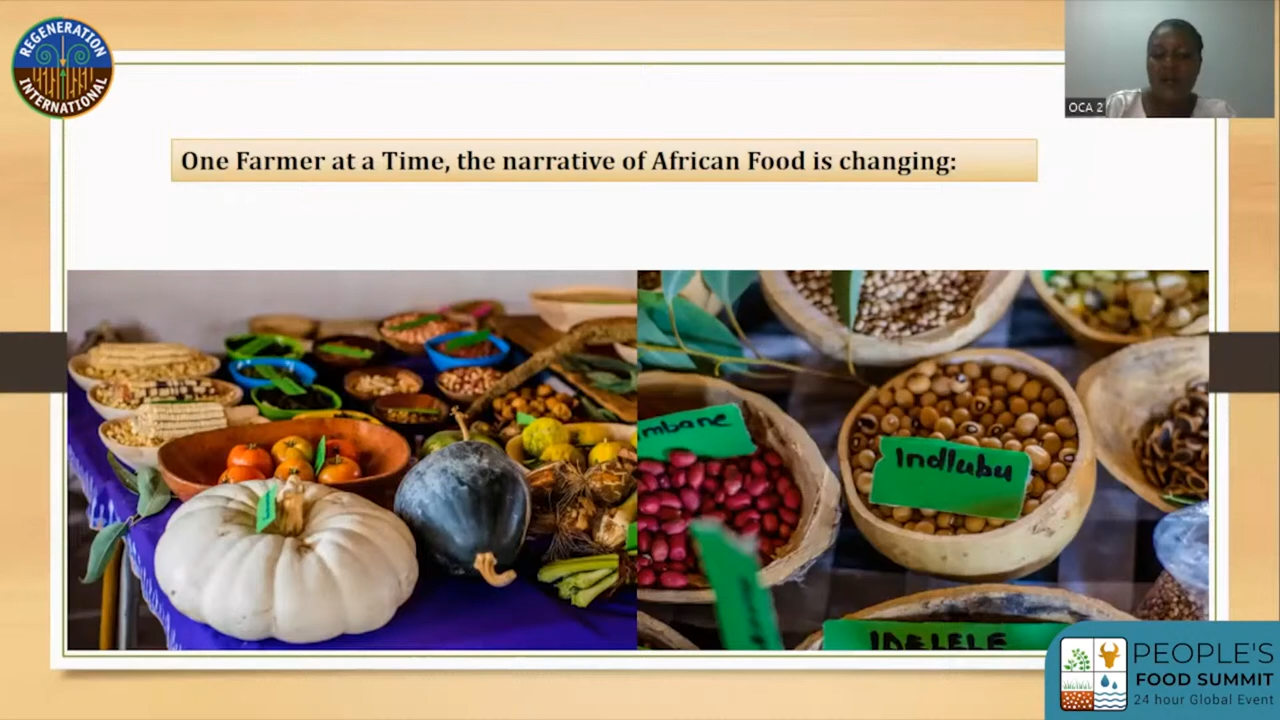 REGENERATION
INTERNATIONAL
OCA 2
One Farmer at a Time, the narrative of African Food is changing:
mbane
Indlubu
IDELELE
PEOPLE'S
FOOD SUMMIT
24 hour Global Event